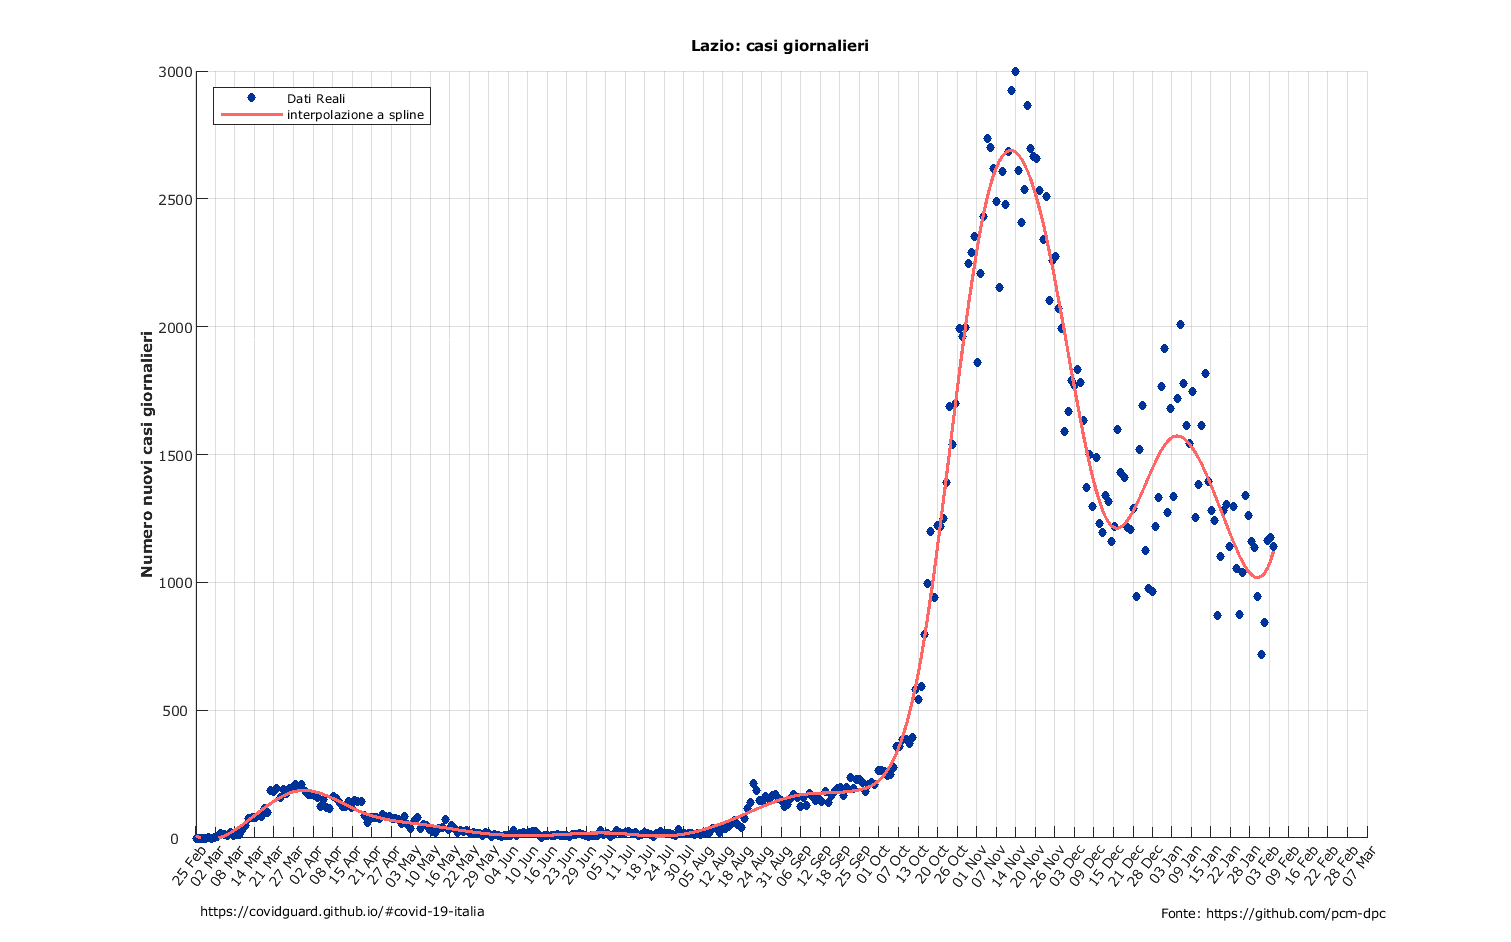 Lazio: casi giornalieri
Dati Reali
interpolazione a spline
Numero nuovi casi giornalieri
3000
2500
2000
1500
1000
500
0
25 Feb
02 Mar
08 Mar
14 Mar
21 Mar
27 Mar
02 Apr
08 Apr
15 Apr
21 Apr
27 Apr
03 May
10 May
16 May
22 May
29 May
04 Jun
10 Jun
16 Jun
23 Jun
29 Jun
05 Jul
11 Jul
18 Jul
24 Jul
30 Jul
05 Aug
12 Aug
18 Aug
24 Aug
31 Aug
06 Sep
12 Sep
18 Sep
25 Sep
01 Oct
07 Oct
13 Oct
20 Oct
26 Oct
01 Nov
07 Nov
14 Nov
20 Nov
26 Nov
03 Dec
09 Dec
15 Dec
21 Dec
28 Dec
03 Jan
09 Jan
15 Jan
22 Jan
28 Jan
03 Feb
09 Feb
16 Feb
22 Feb
28 Feb
07 Mar
https://covidguard.github.io/#covid-19-italia
Fonte: https://github.com/pcm-dpc